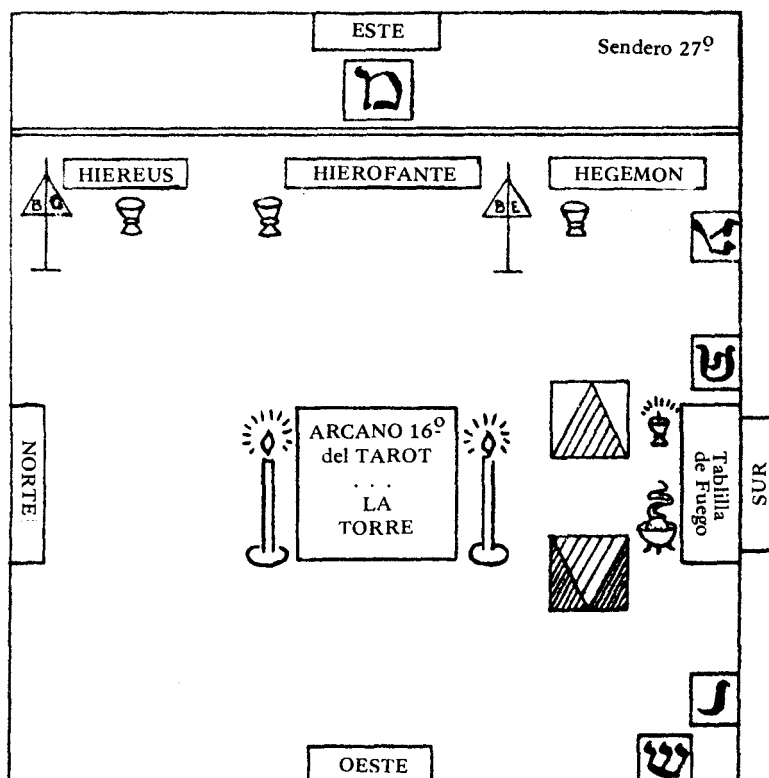 ESTE
Sendero 27º
מ
HIEREUS
HIEROFANTE
HEGEMON
B O
B E
NORTE
ARCANO 16º
del TAROT
. . .
LA
TORRE
Tablilla
de Fuego
SUR
נ
ש
OESTE